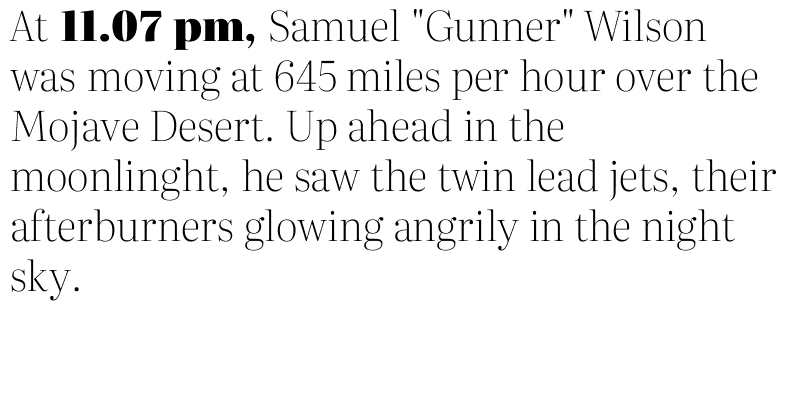 At 11.07 pm, Samuel "Gunner" Wilson
was moving at 645 miles per hour over the
Mojave Desert. Up ahead in the
moonlinght, he saw the twin lead jets, their
afterburners glowing angrily in the night
sky.